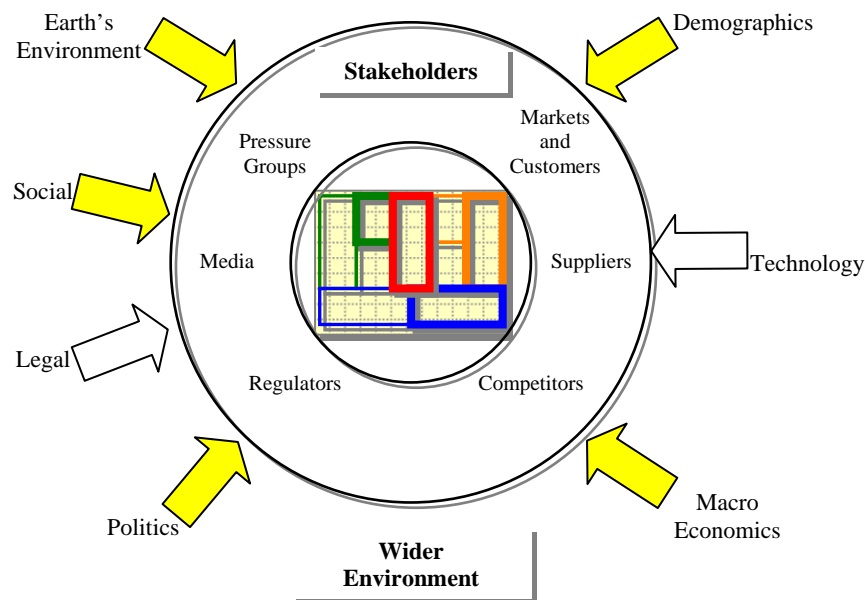 Earth's
Environment
Demographics
Stakeholders
Markets
and
Customers
Pressure
Groups
Social
Media
Suppliers
Technology
Legal
Regulators
Competitors
Politics
Macro
Economics
Wider
Environment